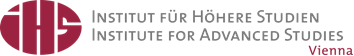 IHS
INSTITUT FÜR HÖHERE STUDIEN
INSTITUTE FOR ADVANCED STUDIES
Vienna